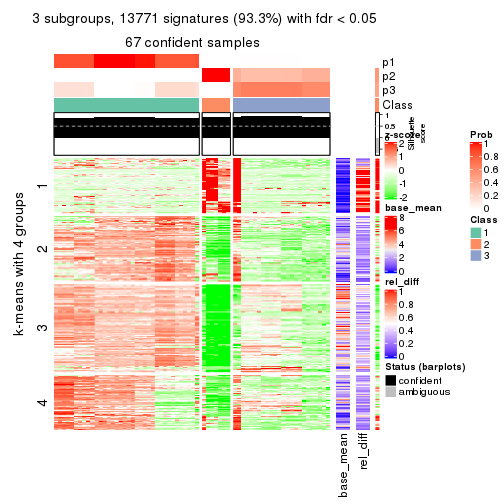 3 subgroups, 13771 signatures (93.3%) with fdr < 0.05
67 confident samples
p1
p2
p3
Class
1
0.5
0
Silhouette
score
k-means with 4 groups
1
2
3
4
base_mean
rel_diff
z-score
2
1
0
-1
-2
base_mean
8
6
4
2
0
rel_diff
1
0.8
0.6
0.4
0.2
0
Status (barplots)
confident
ambiguous
Prob
1
0.8
0.6
0.4
0.2
0
Class
1
2
3